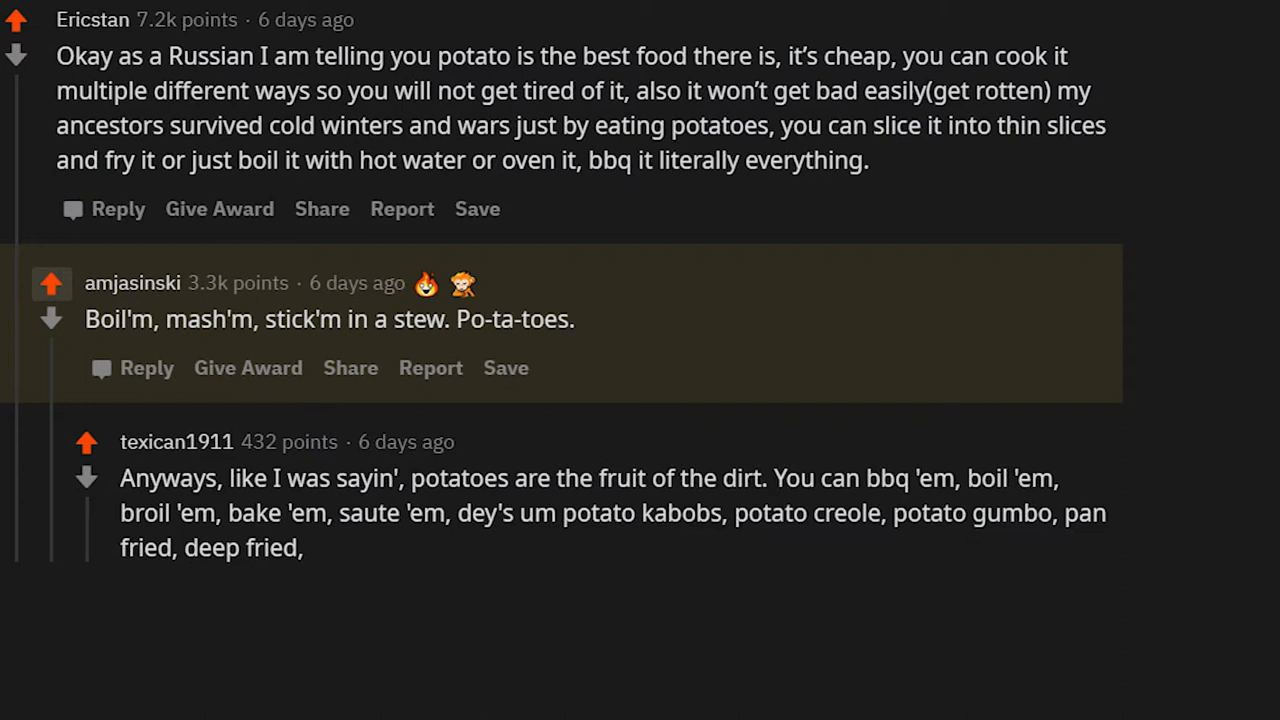 Ericstan 7.2k points · 6 days ago
Okay as a Russian I am telling you potato is the best food there is, it’s cheap, you can cook it
multiple different ways so you will not get tired of it, also it won’t get bad easily(get rotten) my
ancestors survived cold winters and wars just by eating potatoes, you can slice it into thin slices
and fry it or just boil it with hot water or oven it, bbq it literally everything.
Reply Give Award Share Report Save
amjasinski 3.3k points · 6 days ago
Boil'm, mash'm, stick'm in a stew. Po-ta-toes.
Reply Give Award Share Report Save
texican1911 432 points · 6 days ago
Anyways, like I was sayin', potatoes are the fruit of the dirt. You can bbq 'em, boil 'em,
broil 'em, bake 'em, saute 'em, dey's um potato kabobs, potato creole, potato gumbo, pan
fried, deep fried,